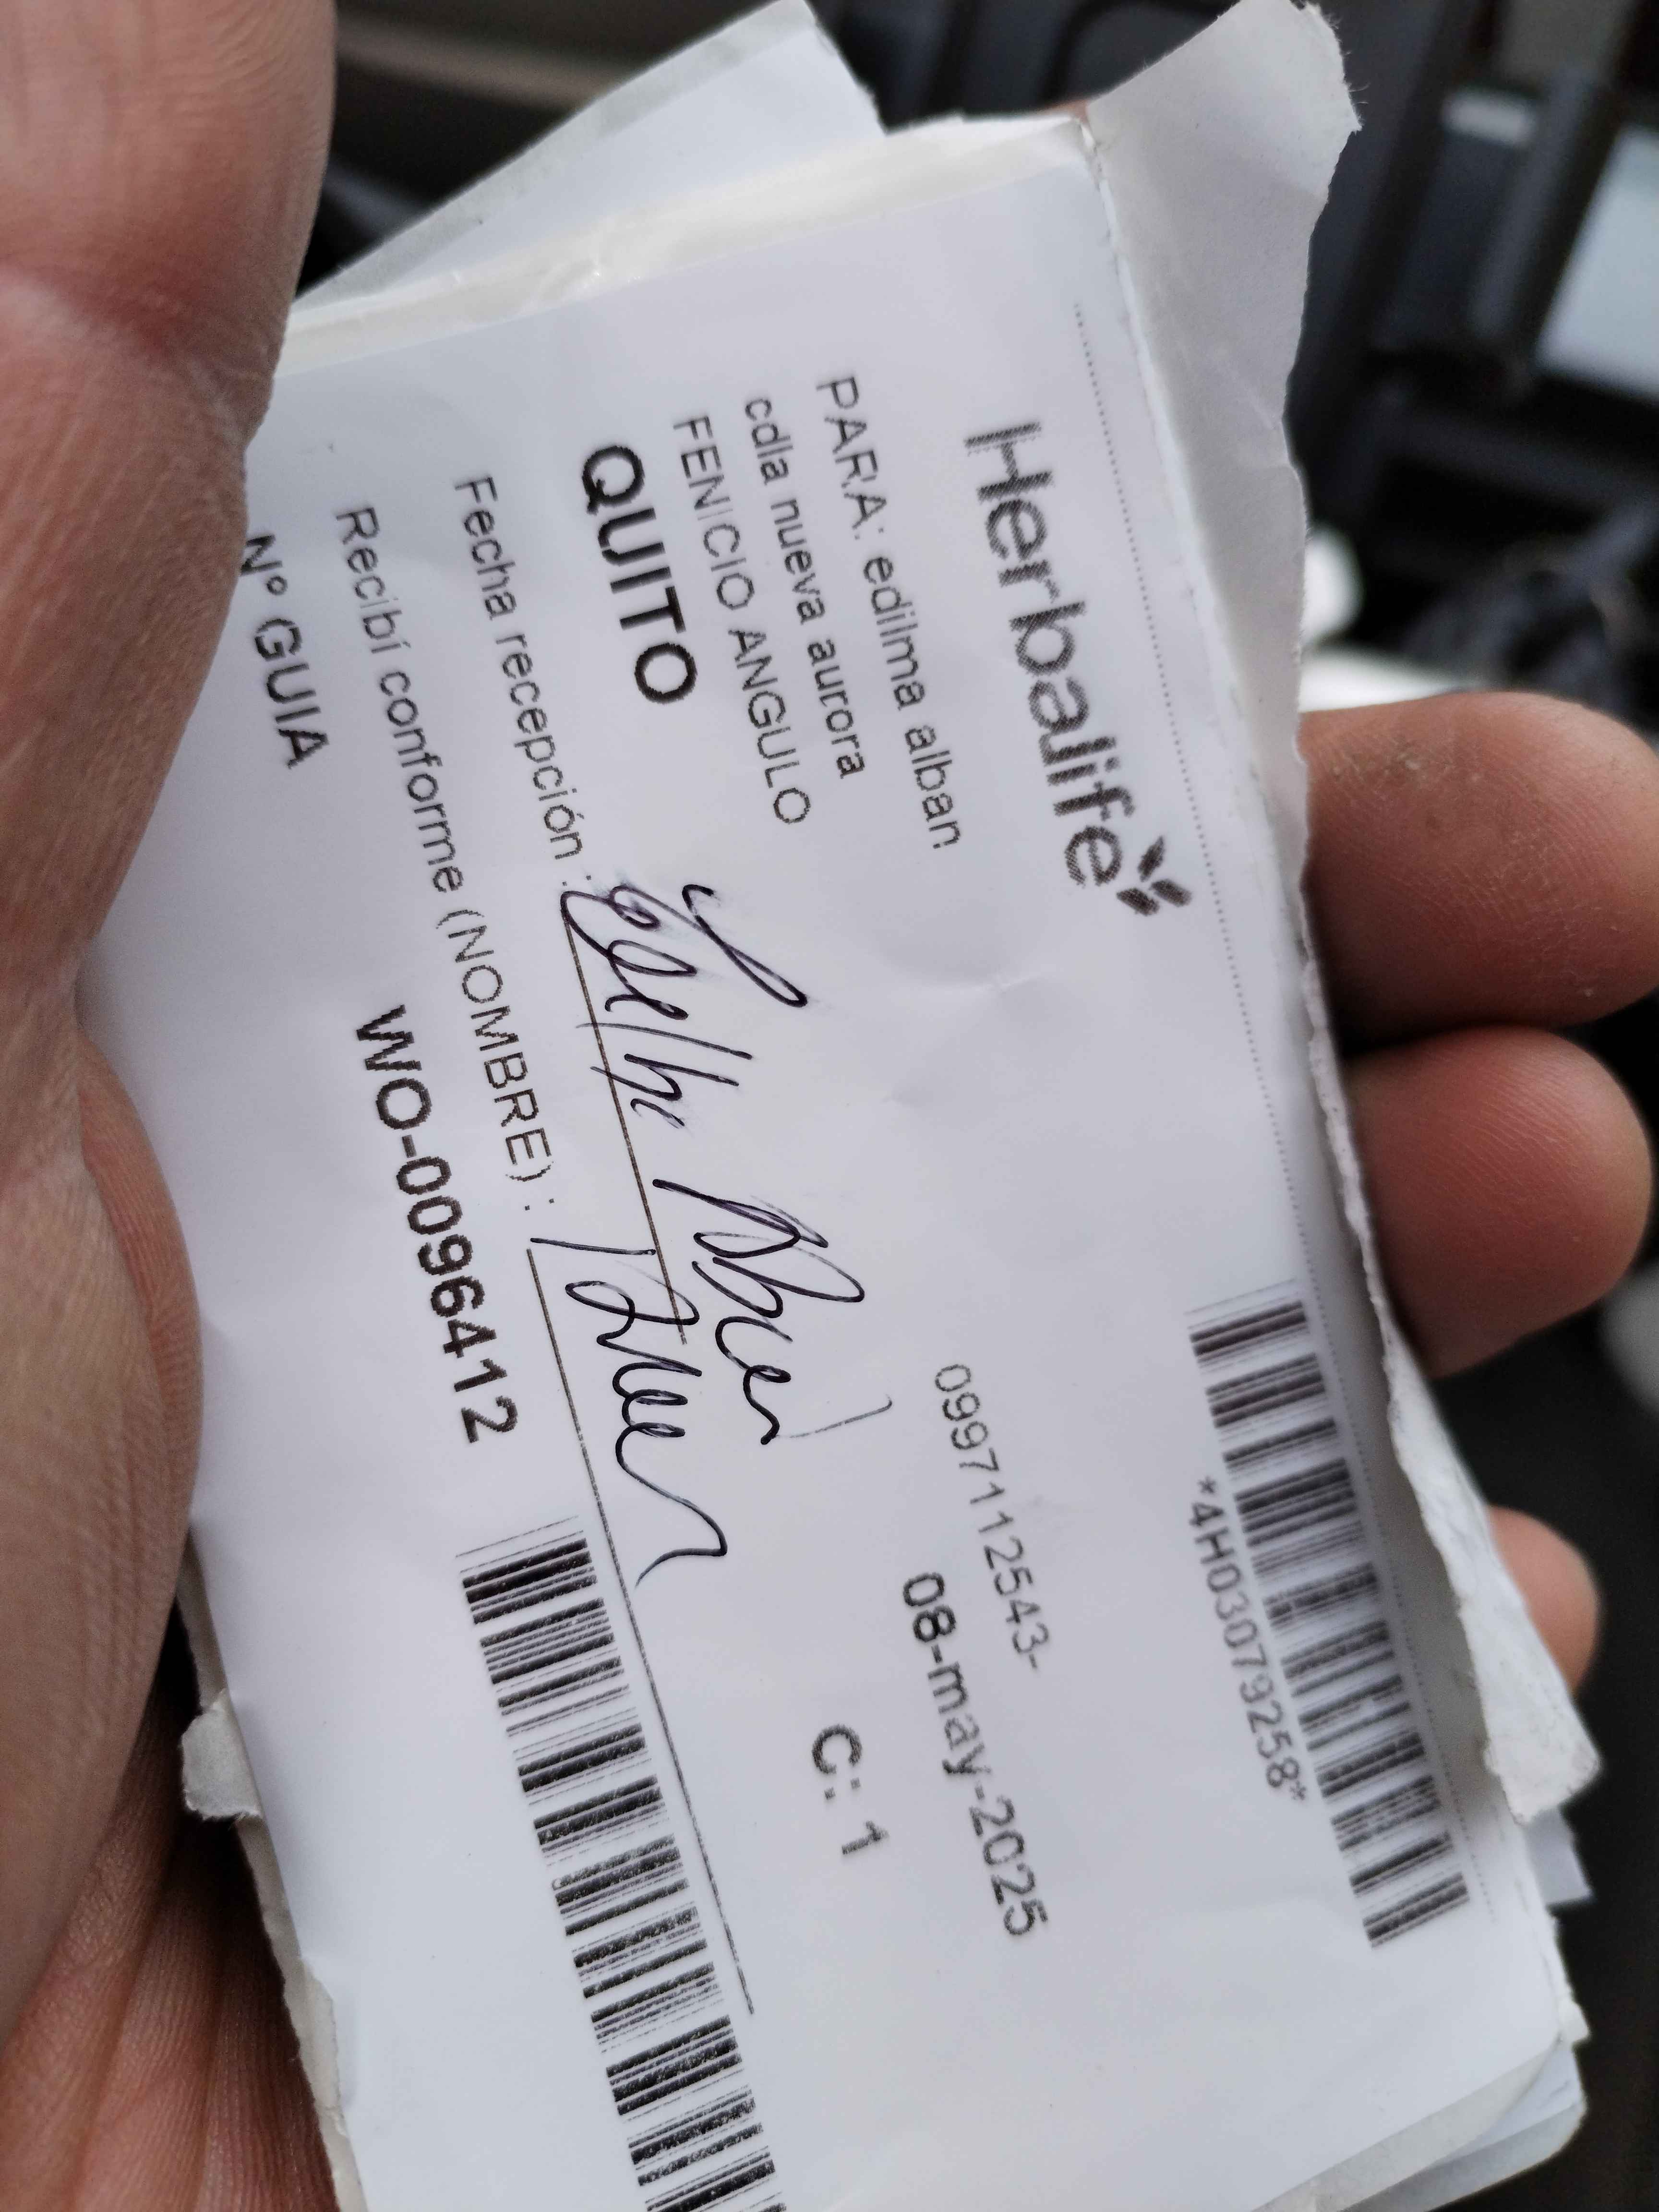 Herbalife
*4H03079258*
PARA: edilma alban
0997112543-
cdla nueva aurora
08-may-2025
FENICIO ANGULO
QUITO
C: 1
Fecha recepción :
Recibí conforme (NOMBRE) :
Nº GUIA
WO-0096412